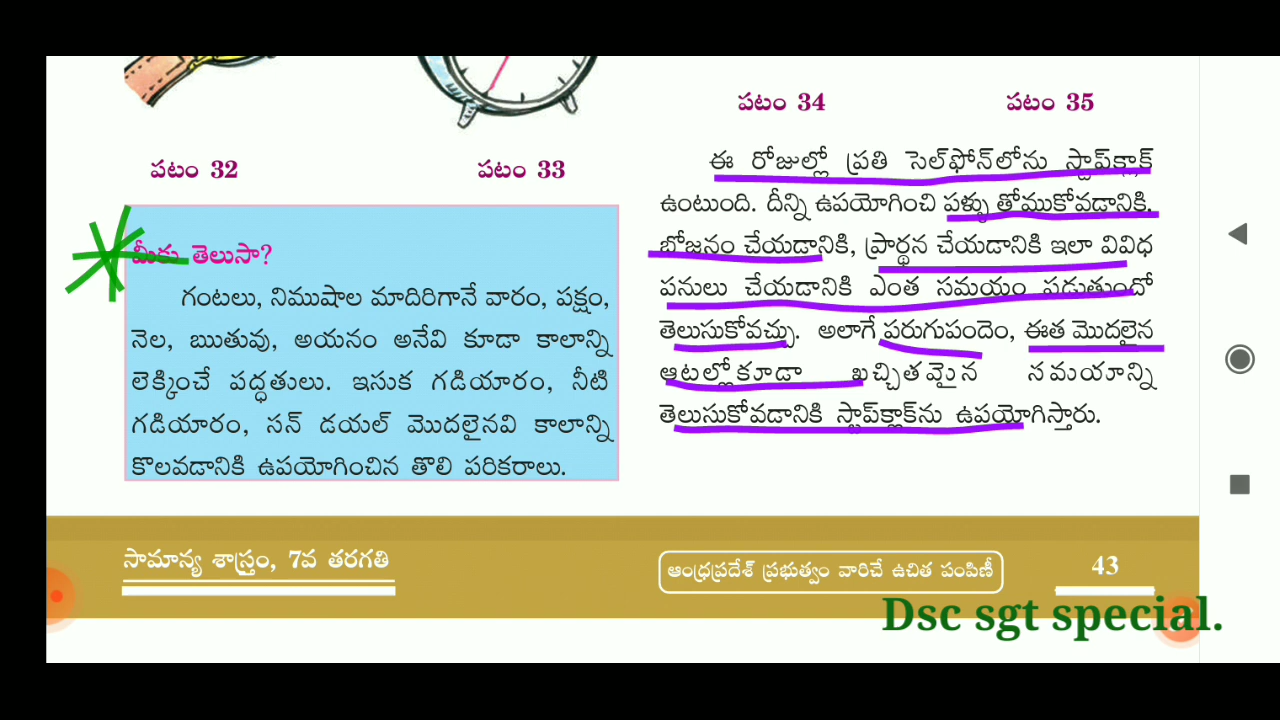 పటం 32
పటం 33
మీకు తెలుసా?
గంటలు, నిముషాల మాదిరిగానే వారం, పక్షం,
నెల, ఋతువు, అయనం అనేవి కూడా కాలాన్ని
లెక్కించే పద్ధతులు. ఇసుక గడియారం, నీటి
గడియారం, సన్ డయల్ మొదలైనవి కాలాన్ని
కొలవడానికి ఉపయోగించిన తొలి పరికరాలు.
పటం 34
పటం 35
ఈ రోజుల్లో ప్రతి సెల్‌ఫోన్‌లోను స్టాప్‌క్లాక్
ఉంటుంది. దీన్ని ఉపయోగించి పళ్ళు తోముకోవడానికి,
బోజనం చేయడానికి, ప్రార్థన చేయడానికి ఇలా వివిధ
పనులు చేయడానికి ఎంత సమయం పడుతుందో
తెలుసుకోవచ్చు. అలాగే పరుగుపందెం, ఈత మొదలైన
ఆటల్లోకూడా ఖచ్చితమైన సమయాన్ని
తెలుసుకోవడానికి స్టాప్‌క్లాక్‌ను ఉపయోగిస్తారు.
సామాన్య శాస్త్రం, 7వ తరగతి
ఆంధ్రప్రదేశ్ ప్రభుత్వం వారిచే ఉచిత పంపిణీ
43
Dsc sgt special.